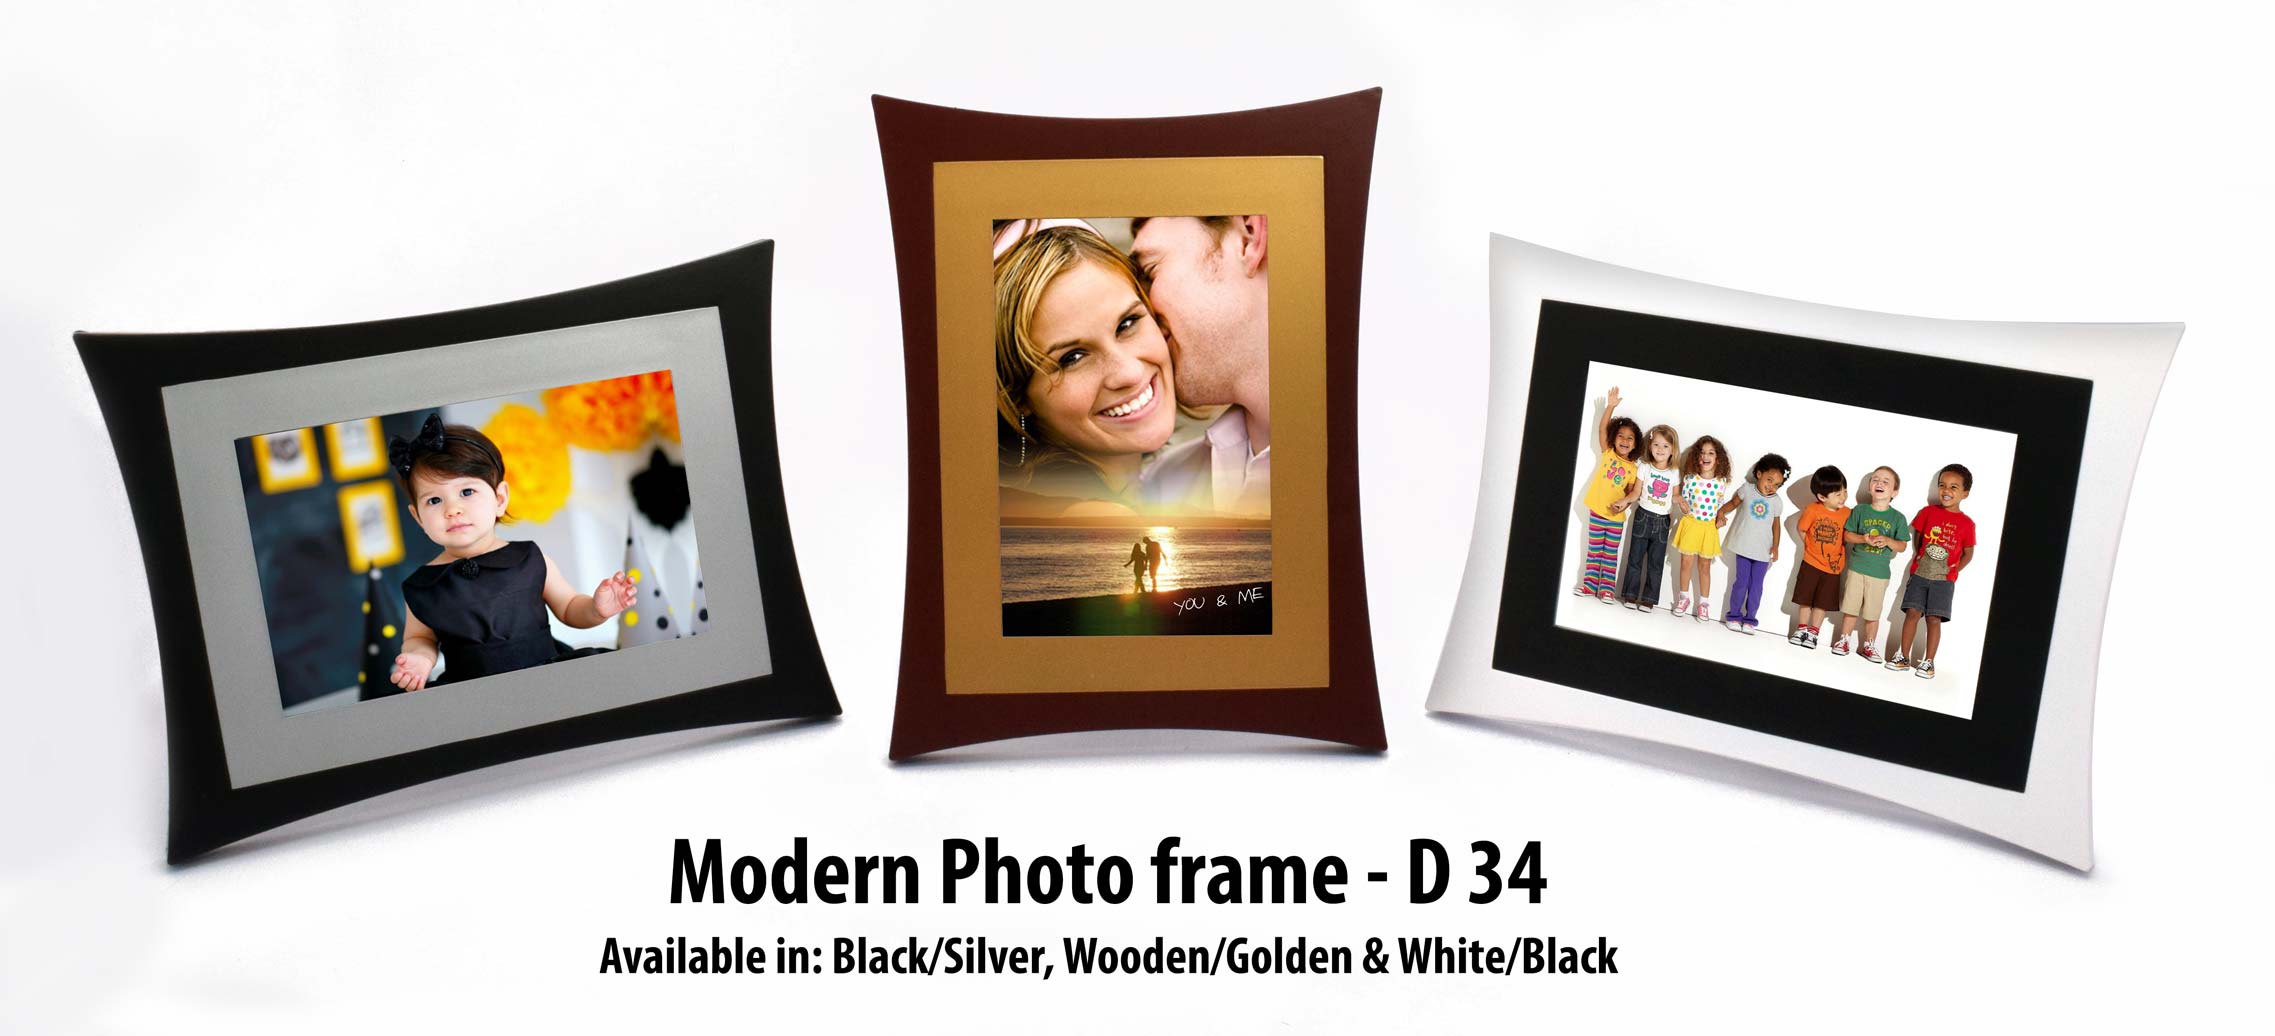 YOU & ME
Modern Photo frame - D 34
Available in: Black/Silver, Wooden/Golden & White/Black